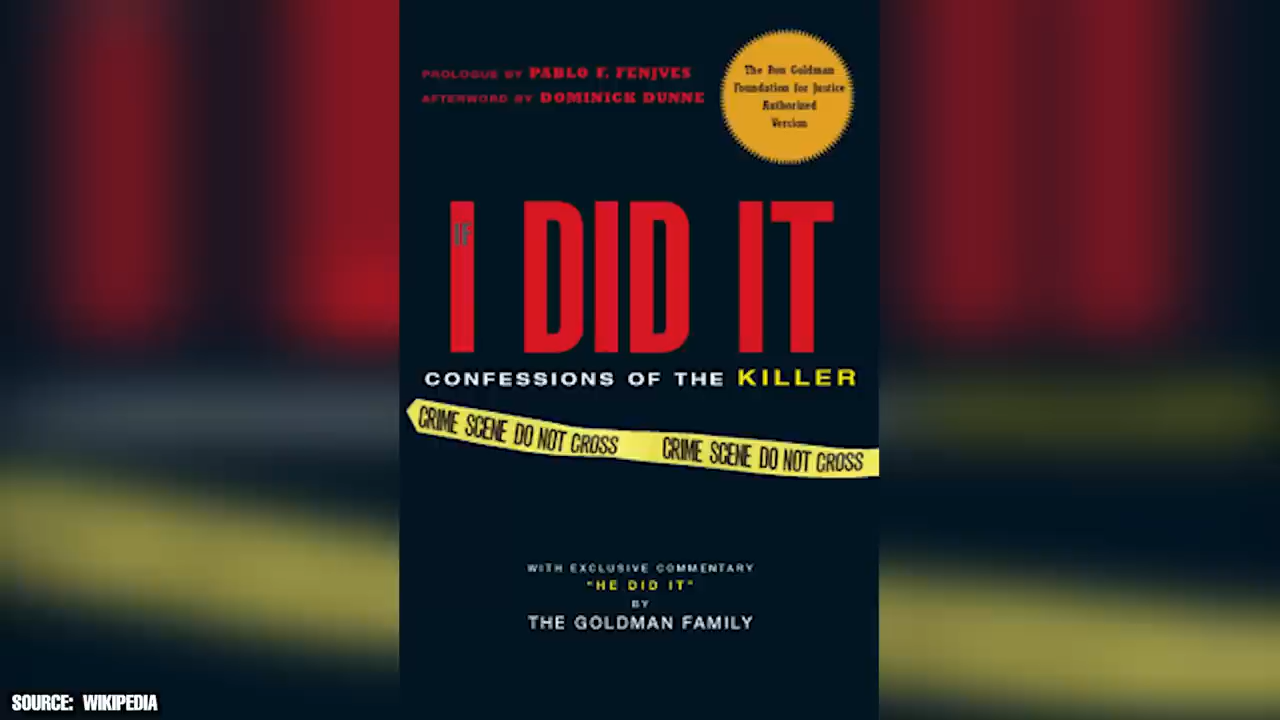 PROLOGUE BY PABLO F. FENJVES
AFTERWORD BY DOMINICK DUNNE
The Ron Goldman
Foundation for Justice
Authorized
Version
IF
I DID IT
CONFESSIONS OF THE KILLER
CRIME SCENE DO NOT CROSS CRIME SCENE DO NOT CROSS
WITH EXCLUSIVE COMMENTARY
"HE DID IT"
BY
THE GOLDMAN FAMILY
SOURCE: WIKIPEDIA